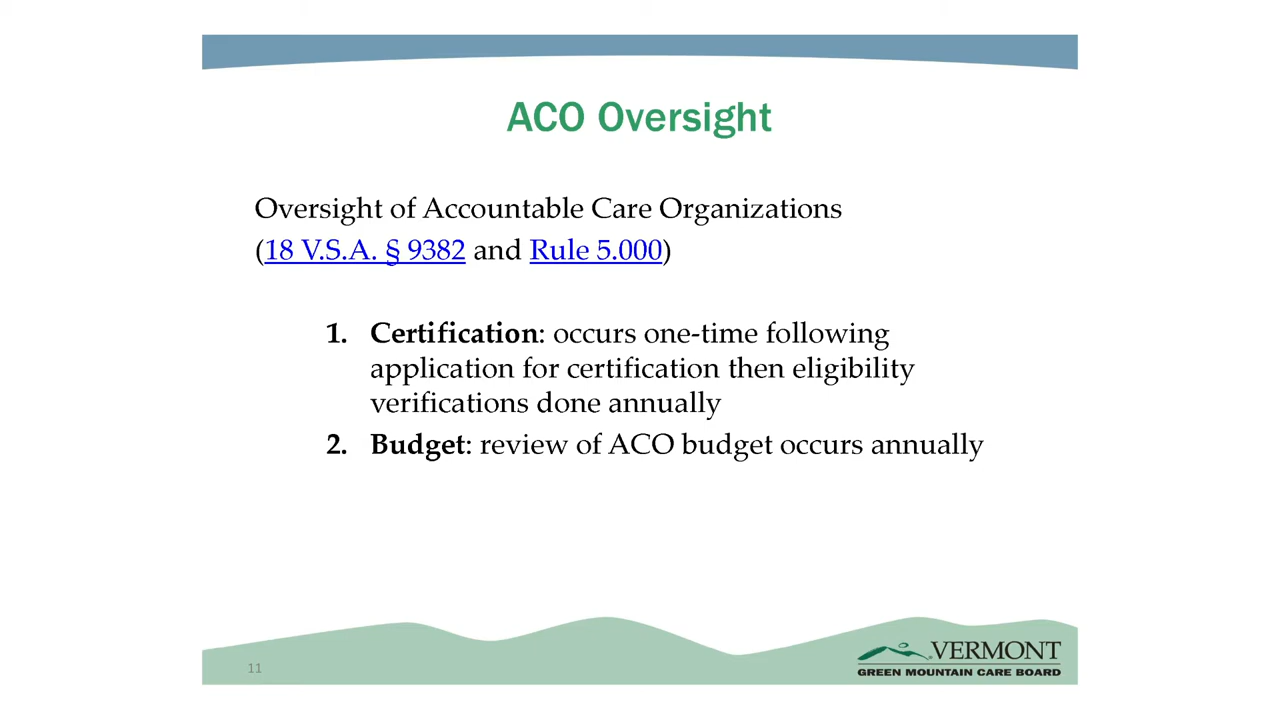 ACO Oversight
Oversight of Accountable Care Organizations
(18 V.S.A. § 9382 and Rule 5.000)
1. Certification: occurs one-time following
application for certification then eligibility
verifications done annually
2. Budget: review of ACO budget occurs annually
11
VERMONT
GREEN MOUNTAIN CARE BOARD